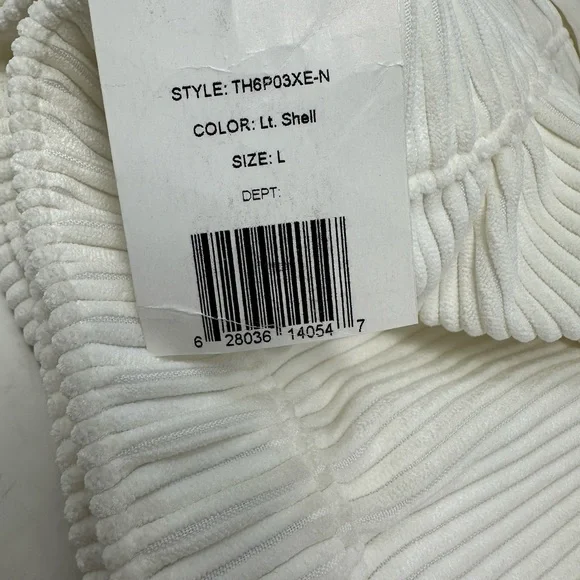 STYLE: TH6P03XE-N
COLOR: Lt. Shell
SIZE: L
DEPT:
6 28036 14054 7